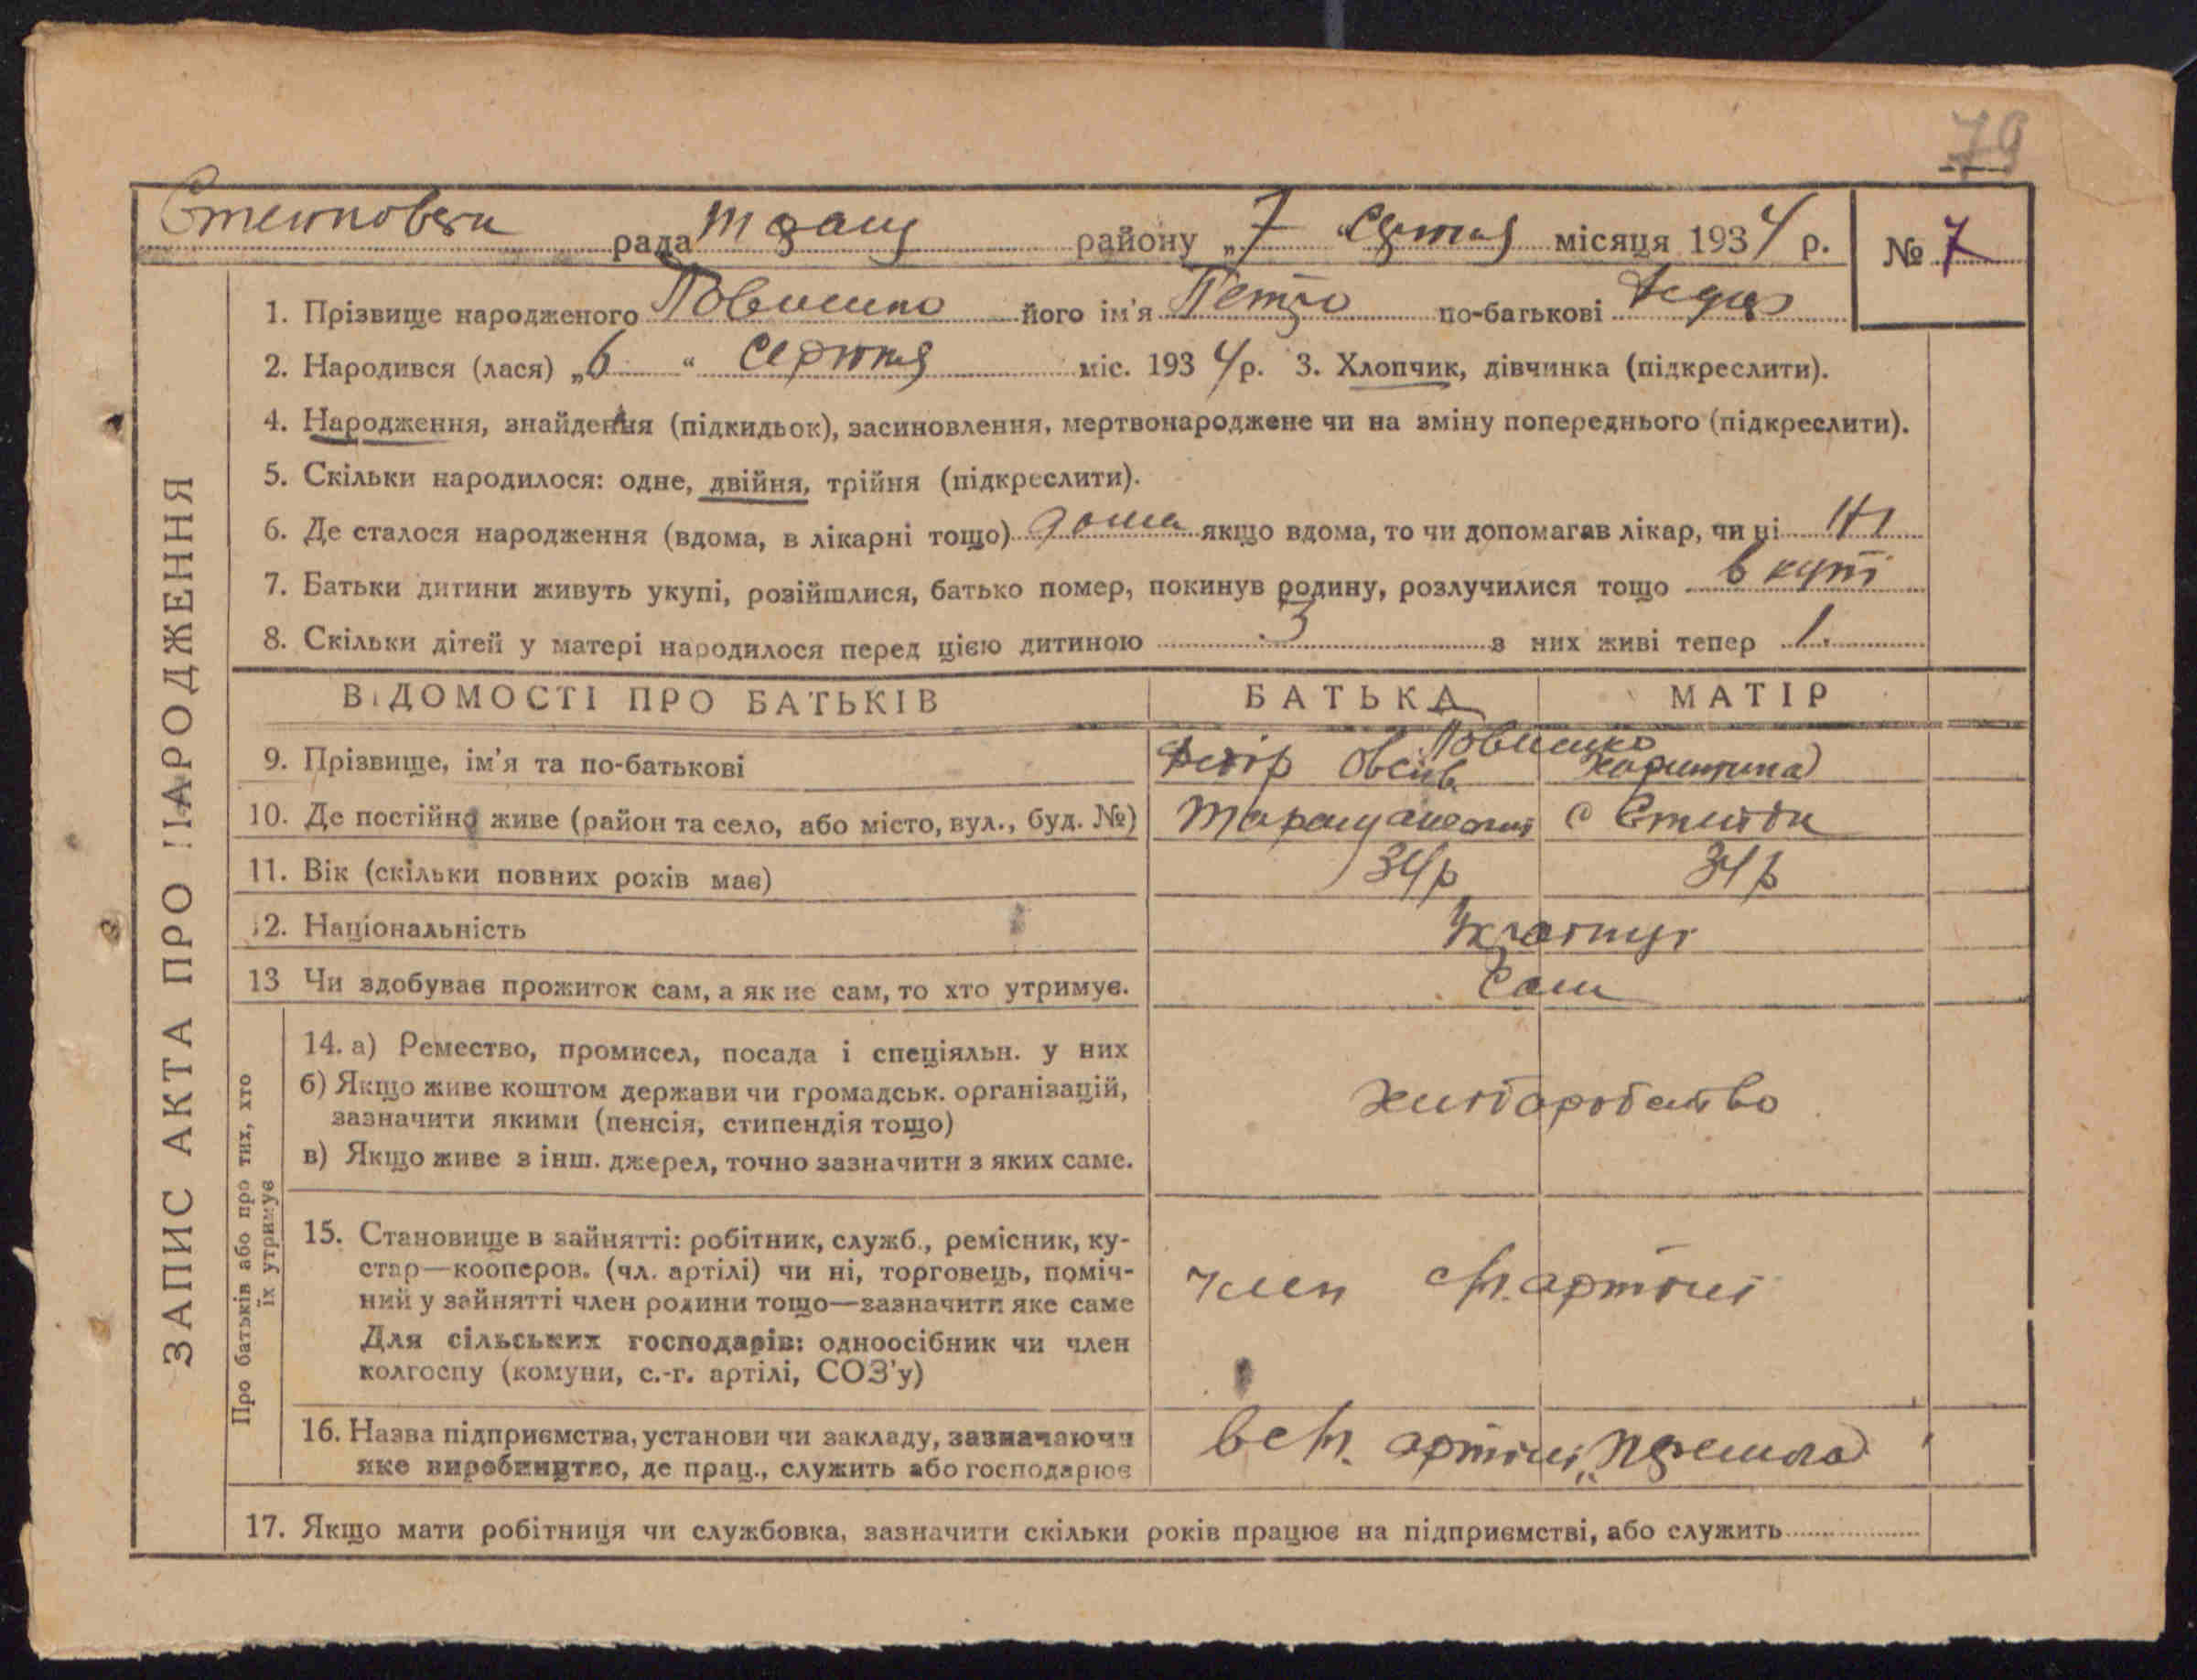 79
рада району „7“ місяця 1934 р. № 7
1. Прізвище народженого його ім'я Петро по-батькові
2. Народився (лася) „6“ серпня міс. 1934 р. 3. Хлопчик, дівчинка (підкреслити).
4. Народження, знайдення (підкидьок), засиновлення, мертвонароджене чи на зміну попереднього (підкреслити).
5. Скільки народилося: одне, двійня, трійня (підкреслити).
6. Де сталося народження (вдома, в лікарні тощо) дома якщо вдома, то чи допомагав лікар, чи ні Ні
7. Батьки дитини живуть укупі, розійшлися, батько помер, покинув родину, розлучилися тощо в купі
8. Скільки дітей у матері народилося перед цією дитиною 3 з них живі тепер 1.
ВІДОМОСТІ ПРО БАТЬКІВ БАТЬКА МАТІР
9. Прізвище, ім'я та по-батькові Федір
10. Де постійно живе (район та село, або місто, вул., буд. №)
11. Вік (скільки повних років має) 34р 34р
12. Національність
13 Чи здобуває прожиток сам, а як не сам, то хто утримує. Сам
14. а) Ремество, промисел, посада і спеціяльн. у них
б) Якщо живе коштом держави чи громадськ. організацій,
зазначити якими (пенсія, стипендія тощо)
в) Якщо живе з інш. джерел, точно зазначити з яких саме.
хліборобство
15. Становище в зайнятті: робітник, служб., ремісник, ку-
стар—кооперов. (чл. артілі) чи ні, торговець, поміч-
ний у зайнятті член родини тощо—зазначити яке саме
Для сільських господарів: одноосібник чи член
колгоспу (комуни, с.-г. артілі, СОЗ'у)
член артілі
16. Назва підприємства, установи чи закладу, зазначаючи
яке виробництво, де прац., служить або господарює
артілі
17. Якщо мати робітниця чи службовка, зазначити скільки років працює на підприємстві, або служить
ЗАПИС АКТА ПРО НАРОДЖЕННЯ
Про батьків або про тих, хто
їх утримує